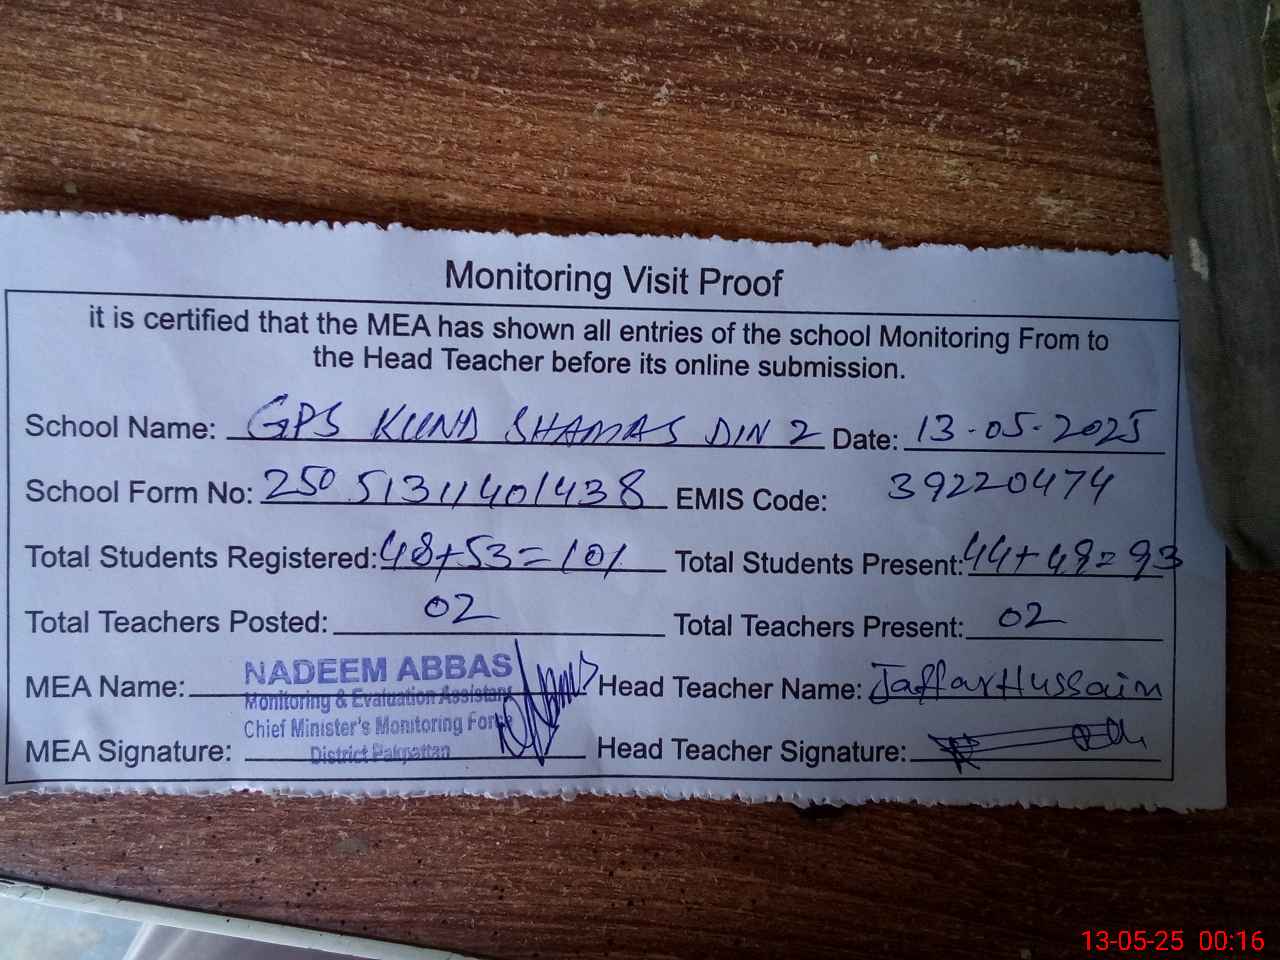 Monitoring Visit Proof
it is certified that the MEA has shown all entries of the school Monitoring From to
the Head Teacher before its online submission.
School Name: GPS KUND SHAMAS DIN 2 Date: 13-05-2025
School Form No: 25051311401438 EMIS Code: 39220474
Total Students Registered: 48+53=101 Total Students Present: 44+49=93
Total Teachers Posted: 02 Total Teachers Present: 02
MEA Name: NADEEM ABBAS Head Teacher Name: Jaffar Hussain
Monitoring & Evaluation Assistant
Chief Minister's Monitoring Force
MEA Signature: District Pakpattan Head Teacher Signature:
13-05-25 00:16